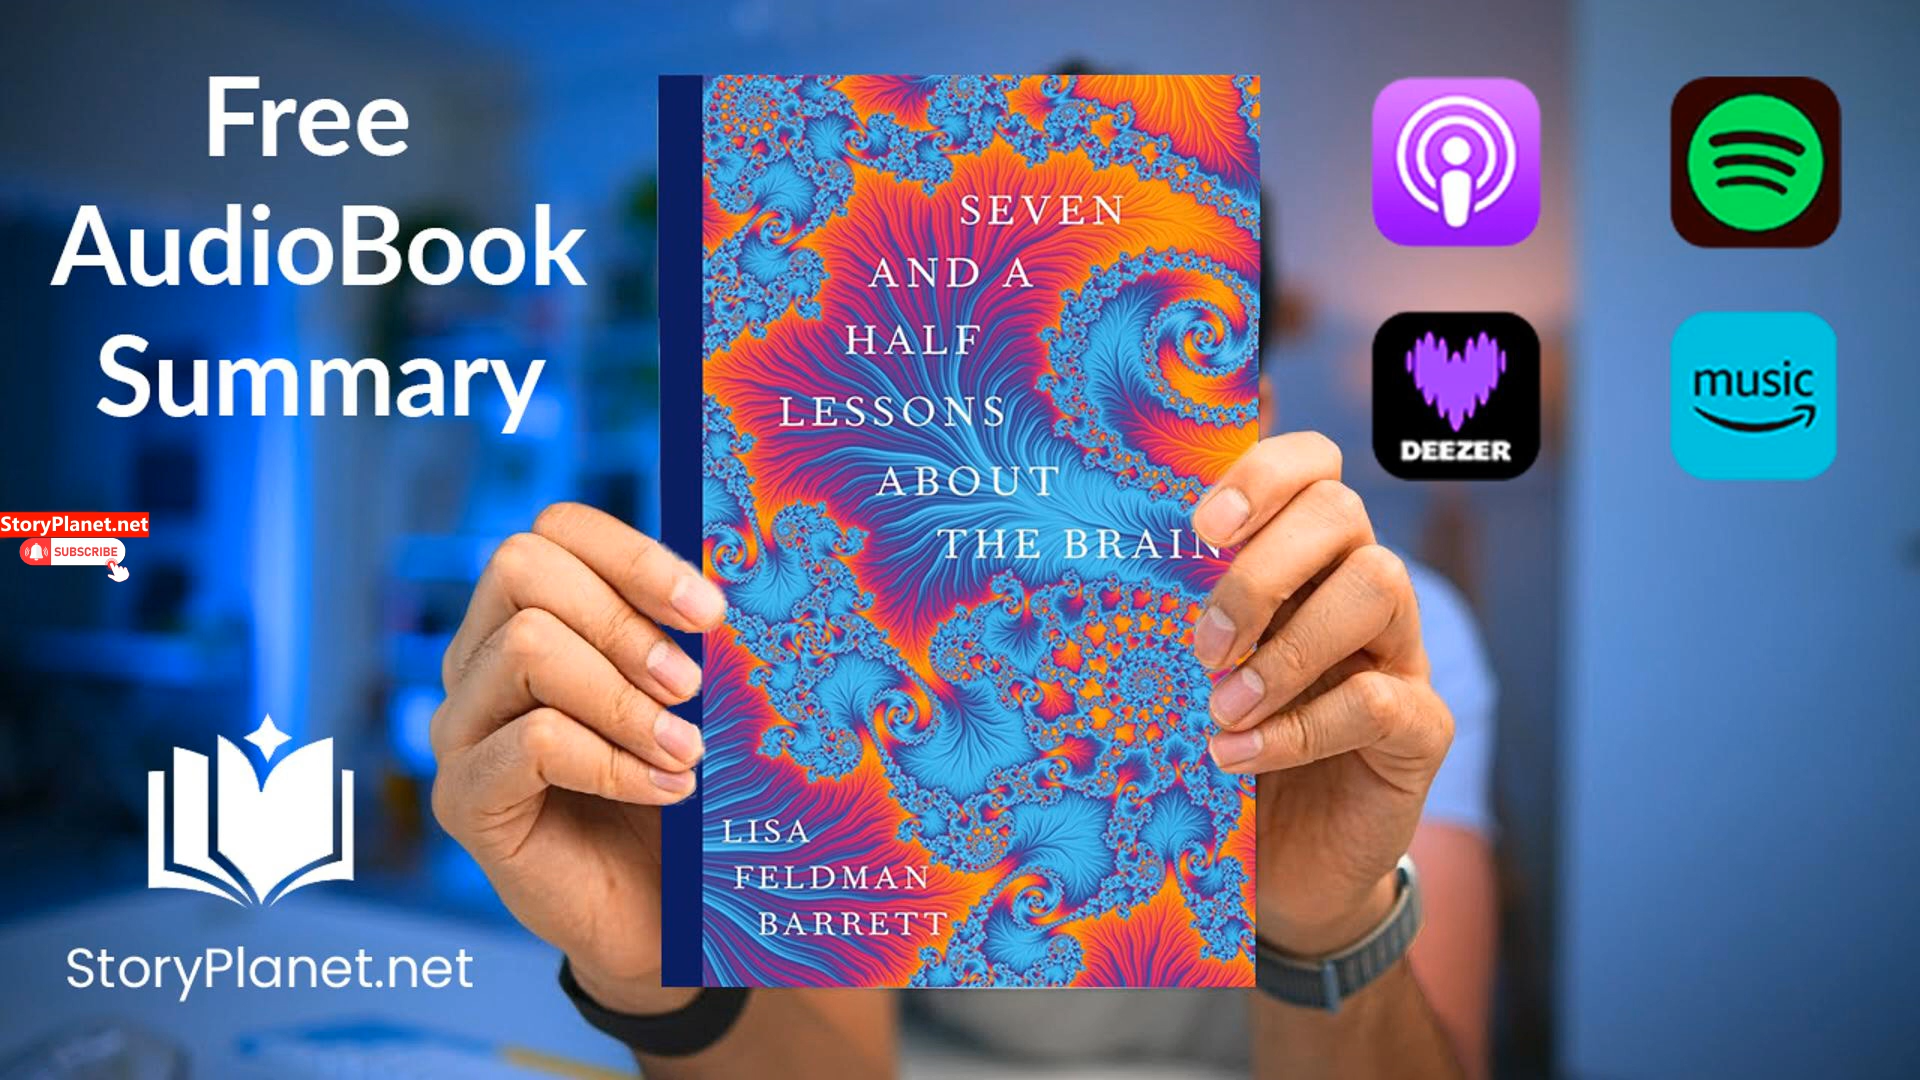 Free
AudioBook
Summary
StoryPlanet.net
SUBSCRIBE
StoryPlanet.net
SEVEN
AND A
HALF
LESSONS
ABOUT
THE BRAIN
LISA
FELDMAN
BARRETT
DEEZER
music